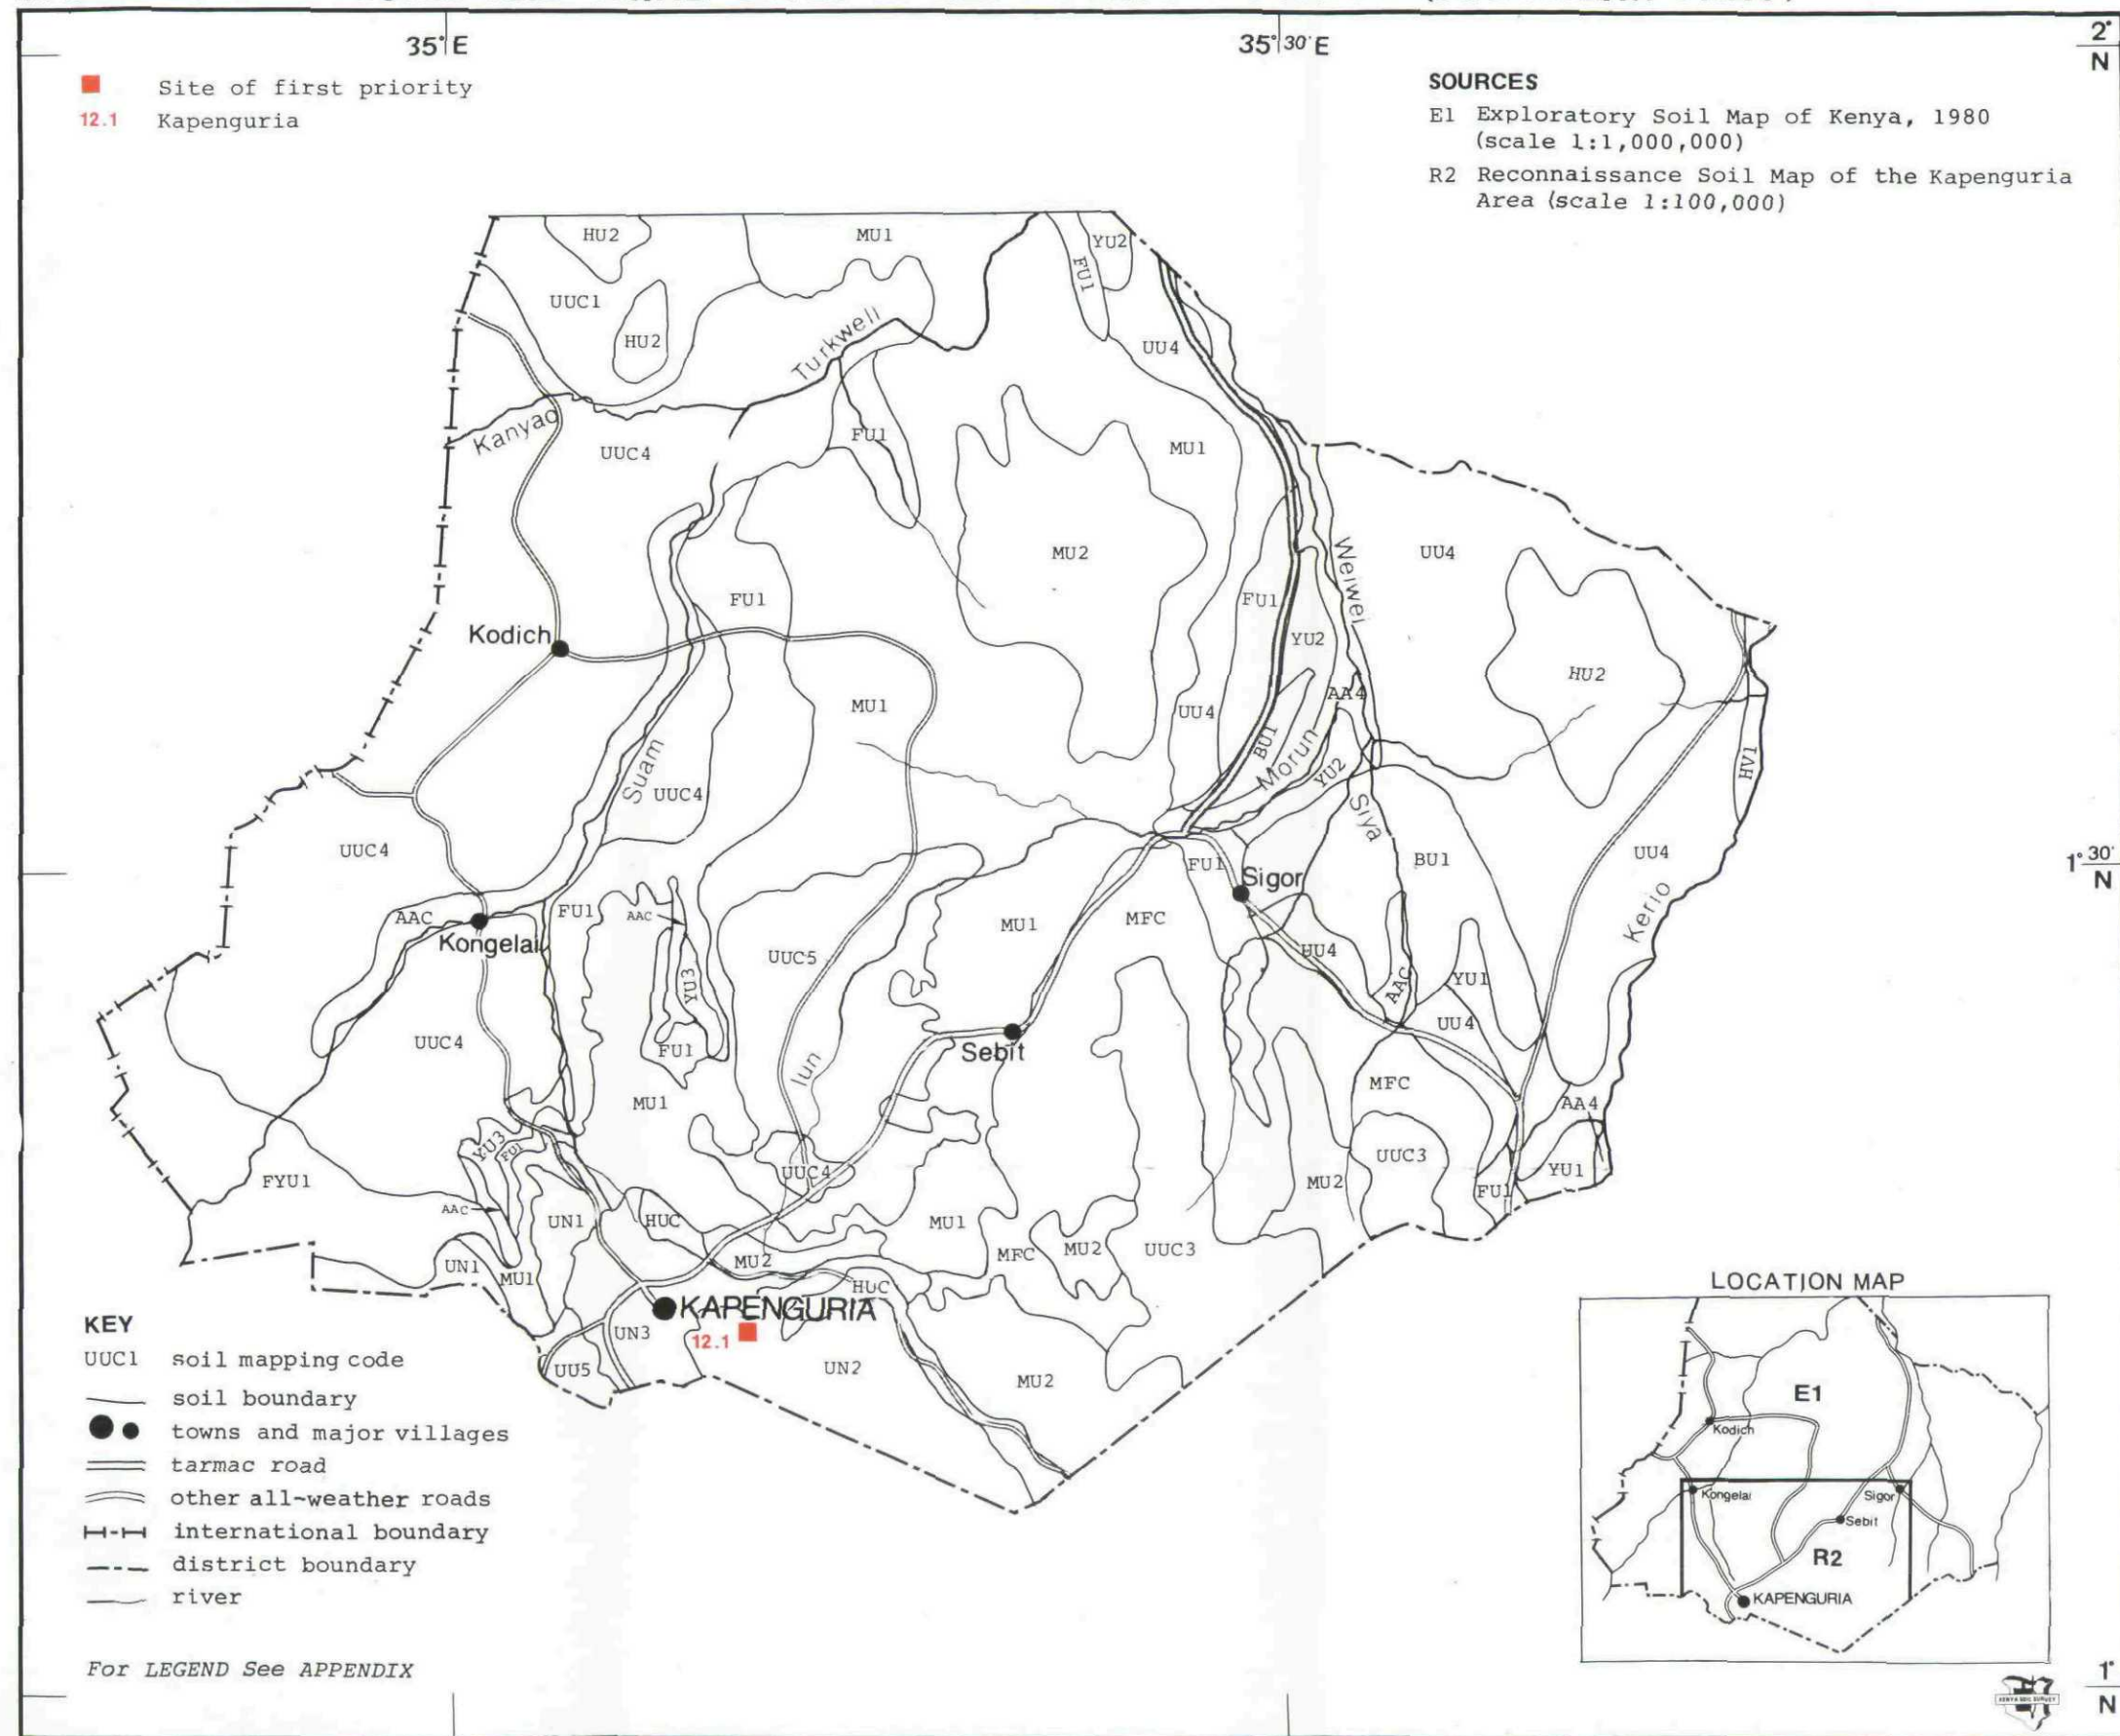 35° E
35° 30' E
2°
N
Site of first priority
12.1 Kapenguria
SOURCES
E1 Exploratory Soil Map of Kenya, 1980
(scale 1:1,000,000)
R2 Reconnaissance Soil Map of the Kapenguria
Area (scale 1:100,000)
HU2
MU1
YU2
FU1
UUC1
HU2
Turkwell
UU4
Kanyao
UUC4
FU1
MU1
MU2
UU4
Weiwei
FU1
FU1
Kodich
YU2
HU2
AA4
MU1
UU4
BU1
Morun
YU2
HV1
Suam
UUC4
Siya
UUC4
FU1
BU1
UU4
1° 30'
N
Sigor
AAC
FU1
AAC
MU1
MFC
Kerio
Kongelai
UUC5
HU4
YU3
AAC
YU1
UUC4
UU4
FU1
Sebit
Iun
MFC
MU1
AA4
YU3
FU1
UUC4
UUC3
YU1
FYU1
MU2
FU1
AAC
UN1
HUC
MU1
MFC
MU2
UUC3
UN1
MU1
MU2
HUC
KAPENGURIA
12.1
UN3
UU5
UN2
MU2
KEY
UUC1 soil mapping code
soil boundary
towns and major villages
tarmac road
other all-weather roads
international boundary
district boundary
river
For LEGEND See APPENDIX
LOCATION MAP
E1
Kodich
Kongelai
Sigor
Sebit
R2
KAPENGURIA
KENYA SOIL SURVEY
1°
N